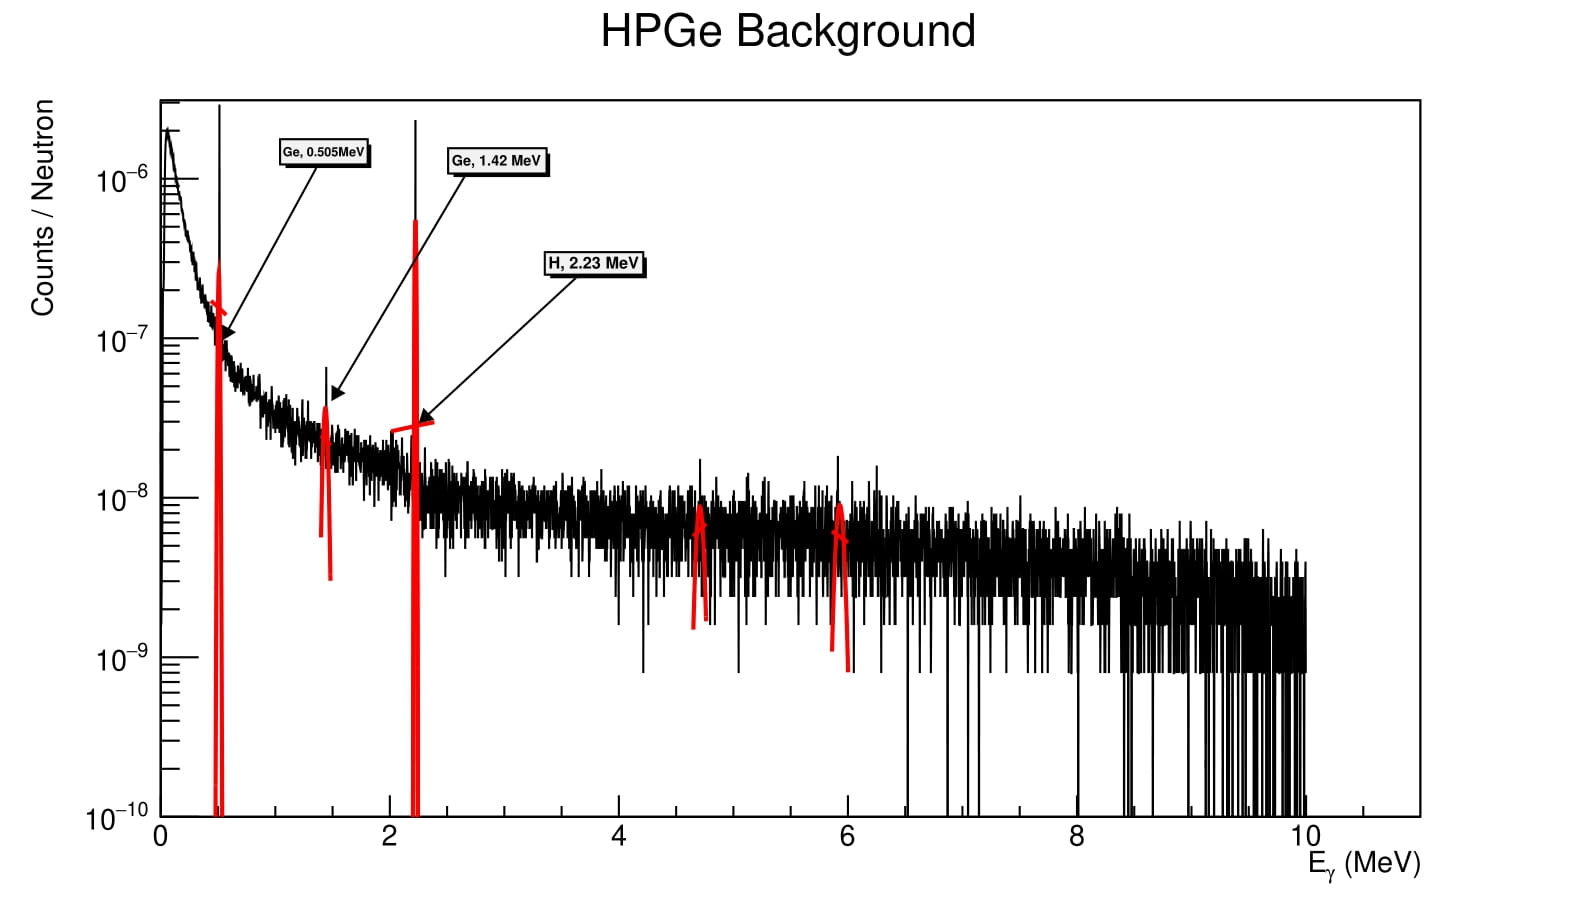 HPGe Background
Counts / Neutron
Ge, 0.505MeV
Ge, 1.42 MeV
H, 2.23 MeV
10⁻⁶
10⁻⁷
10⁻⁸
10⁻⁹
10⁻¹⁰
0 2 4 6 8 10
Eγ (MeV)